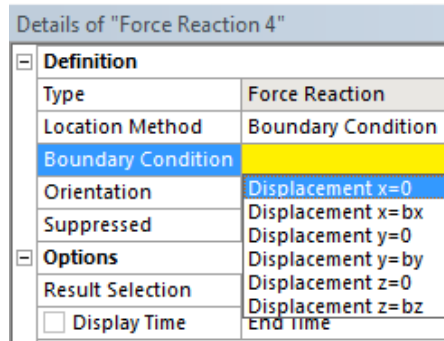 Details of "Force Reaction 4"
Definition
Type Force Reaction
Location Method Boundary Condition
Boundary Condition
Orientation Displacement x=0
Displacement x=bx
Suppressed Displacement y=0
Options Displacement y=by
Displacement z=0
Result Selection Displacement z=bz
Display Time End Time